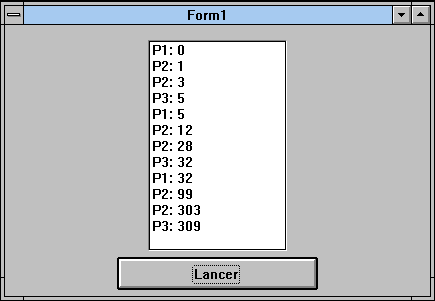 Form1
P1: 0
P2: 1
P2: 3
P3: 5
P1: 5
P2: 12
P2: 28
P3: 32
P1: 32
P2: 99
P2: 303
P3: 309
Lancer